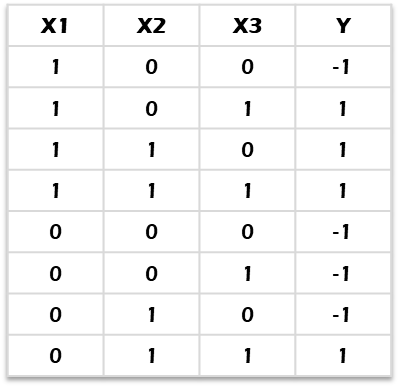 X1 X2 X3 Y
1 0 0 -1
1 0 1 1
1 1 0 1
1 1 1 1
0 0 0 -1
0 0 1 -1
0 1 0 -1
0 1 1 1